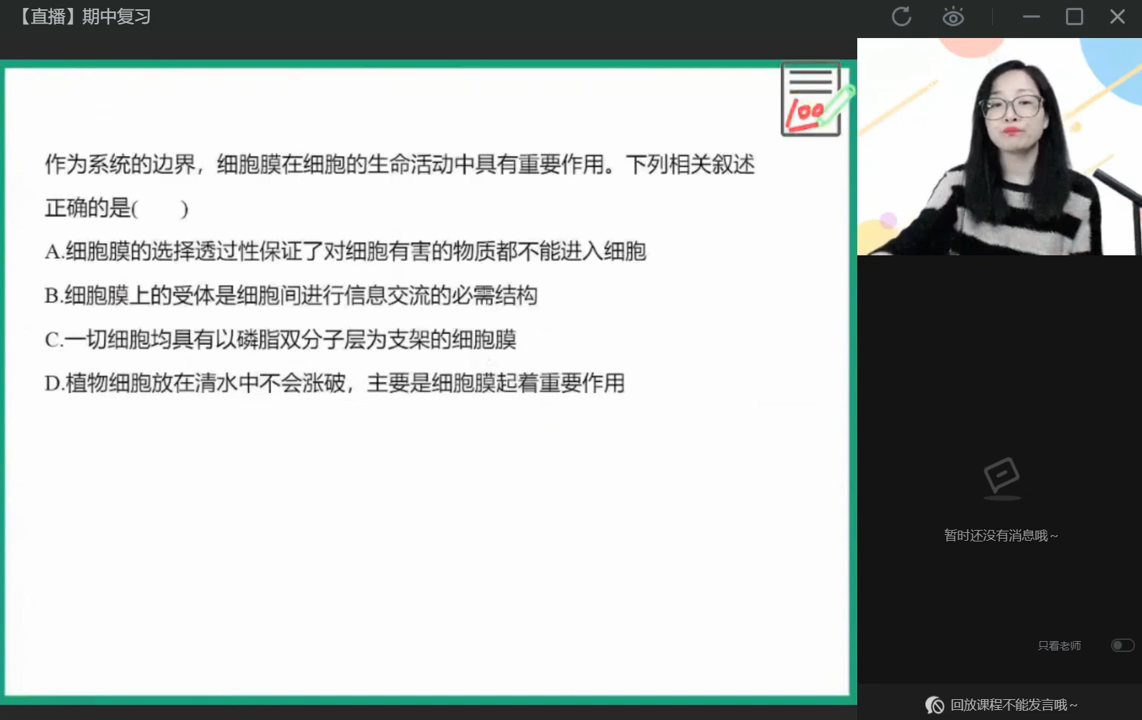 【直播】期中复习
100
作为系统的边界，细胞膜在细胞的生命活动中具有重要作用。下列相关叙述
正确的是(　　)
A.细胞膜的选择透过性保证了对细胞有害的物质都不能进入细胞
B.细胞膜上的受体是细胞间进行信息交流的必需结构
C.一切细胞均具有以磷脂双分子层为支架的细胞膜
D.植物细胞放在清水中不会涨破，主要是细胞膜起着重要作用
暂时还没有消息哦～
只看老师
回放课程不能发言哦～